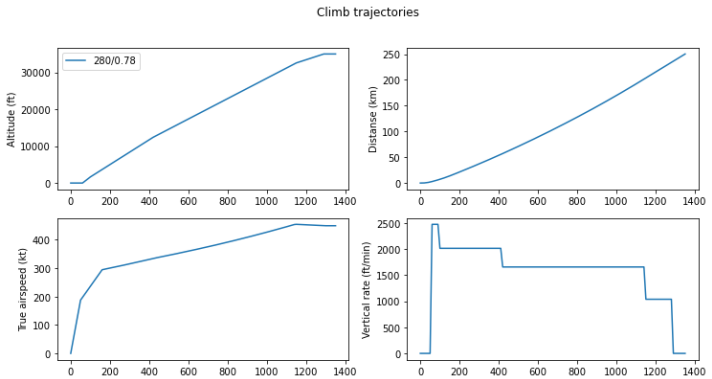 Climb trajectories
Altitude (ft)
30000
20000
10000
0
280/0.78
0 200 400 600 800 1000 1200 1400
Distanse (km)
250
200
150
100
50
0
0 200 400 600 800 1000 1200 1400
True airspeed (kt)
400
300
200
100
0
0 200 400 600 800 1000 1200 1400
Vertical rate (ft/min)
2500
2000
1500
1000
500
0
0 200 400 600 800 1000 1200 1400